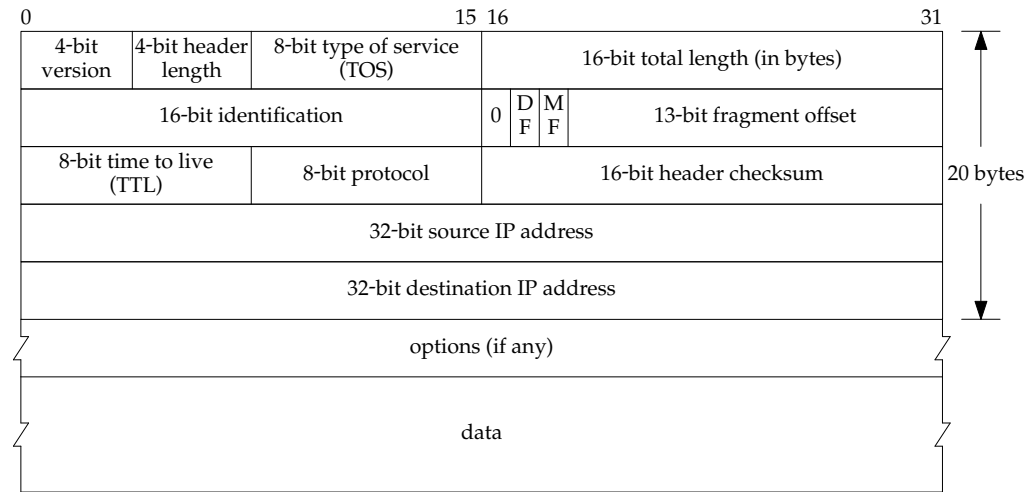 0 15 16 31
4-bit version
4-bit header length
8-bit type of service (TOS)
16-bit total length (in bytes)
16-bit identification
0
DF
MF
13-bit fragment offset
8-bit time to live (TTL)
8-bit protocol
16-bit header checksum
20 bytes
32-bit source IP address
32-bit destination IP address
options (if any)
data